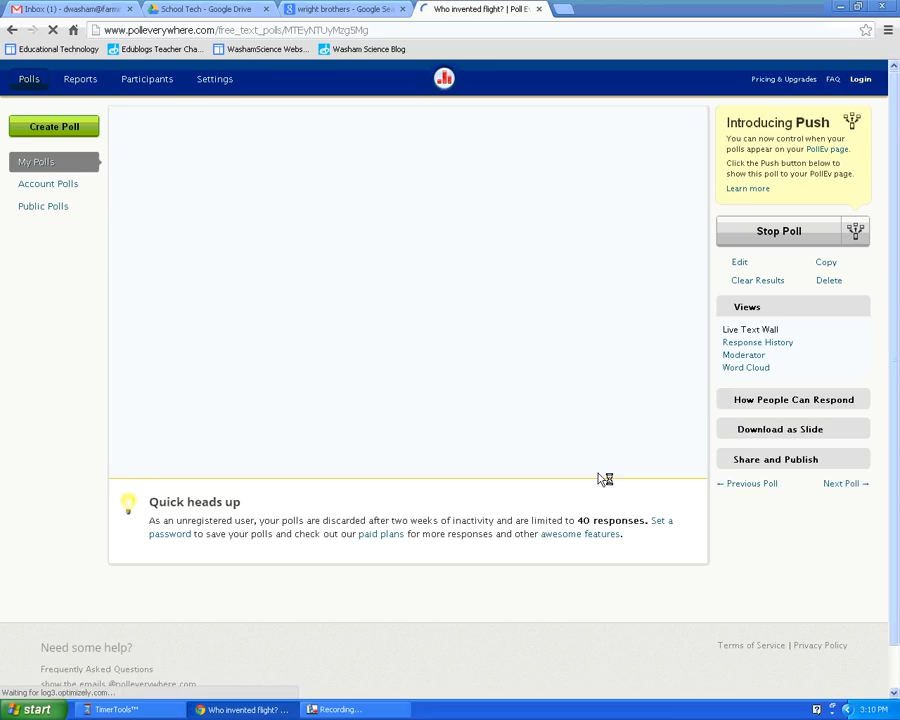 Inbox (1) - dwasham@farmi
School Tech - Google Drive
wright brothers - Google Sea
Who invented flight? | Poll Ev
www.polleverywhere.com/free_text_polls/MTEyNTUyMzg5Mg
Educational Technology
Edublogs Teacher Cha...
WashamScience Webs...
Washam Science Blog
Polls
Reports
Participants
Settings
Pricing & Upgrades
FAQ
Login
Create Poll
My Polls
Account Polls
Public Polls
Introducing Push
You can now control when your
polls appear on your PollEv page.
Click the Push button below to
show this poll to your PollEv page.
Learn more
Stop Poll
Edit
Copy
Clear Results
Delete
Views
Live Text Wall
Response History
Moderator
Word Cloud
How People Can Respond
Download as Slide
Share and Publish
← Previous Poll
Next Poll →
Quick heads up
As an unregistered user, your polls are discarded after two weeks of inactivity and are limited to 40 responses. Set a
password to save your polls and check out our paid plans for more responses and other awesome features.
Need some help?
Terms of Service | Privacy Policy
Frequently Asked Questions
show the emails @polleverywhere.com
Waiting for log3.optimizely.com...
start
TimerTools™
Who invented flight? ...
Recording...
3:10 PM